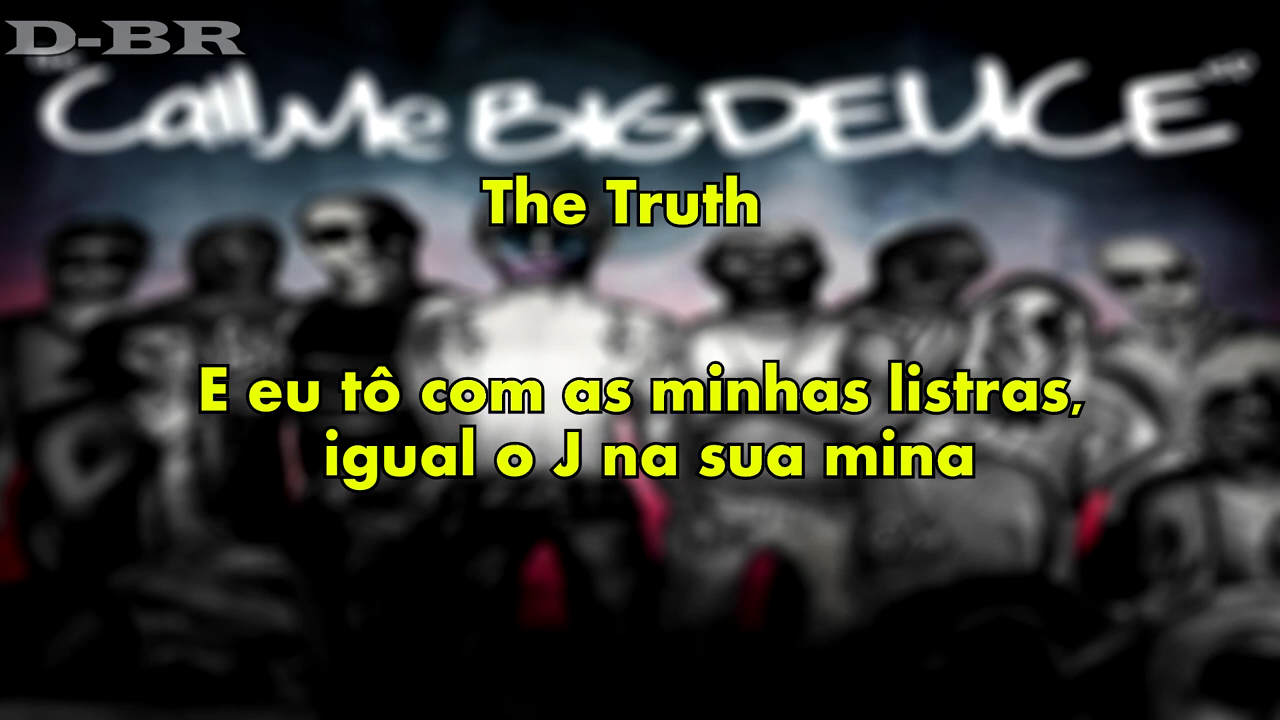 D-BR
"Call Me BIG DEUCE"
The Truth
E eu tô com as minhas listras,
igual o J na sua mina